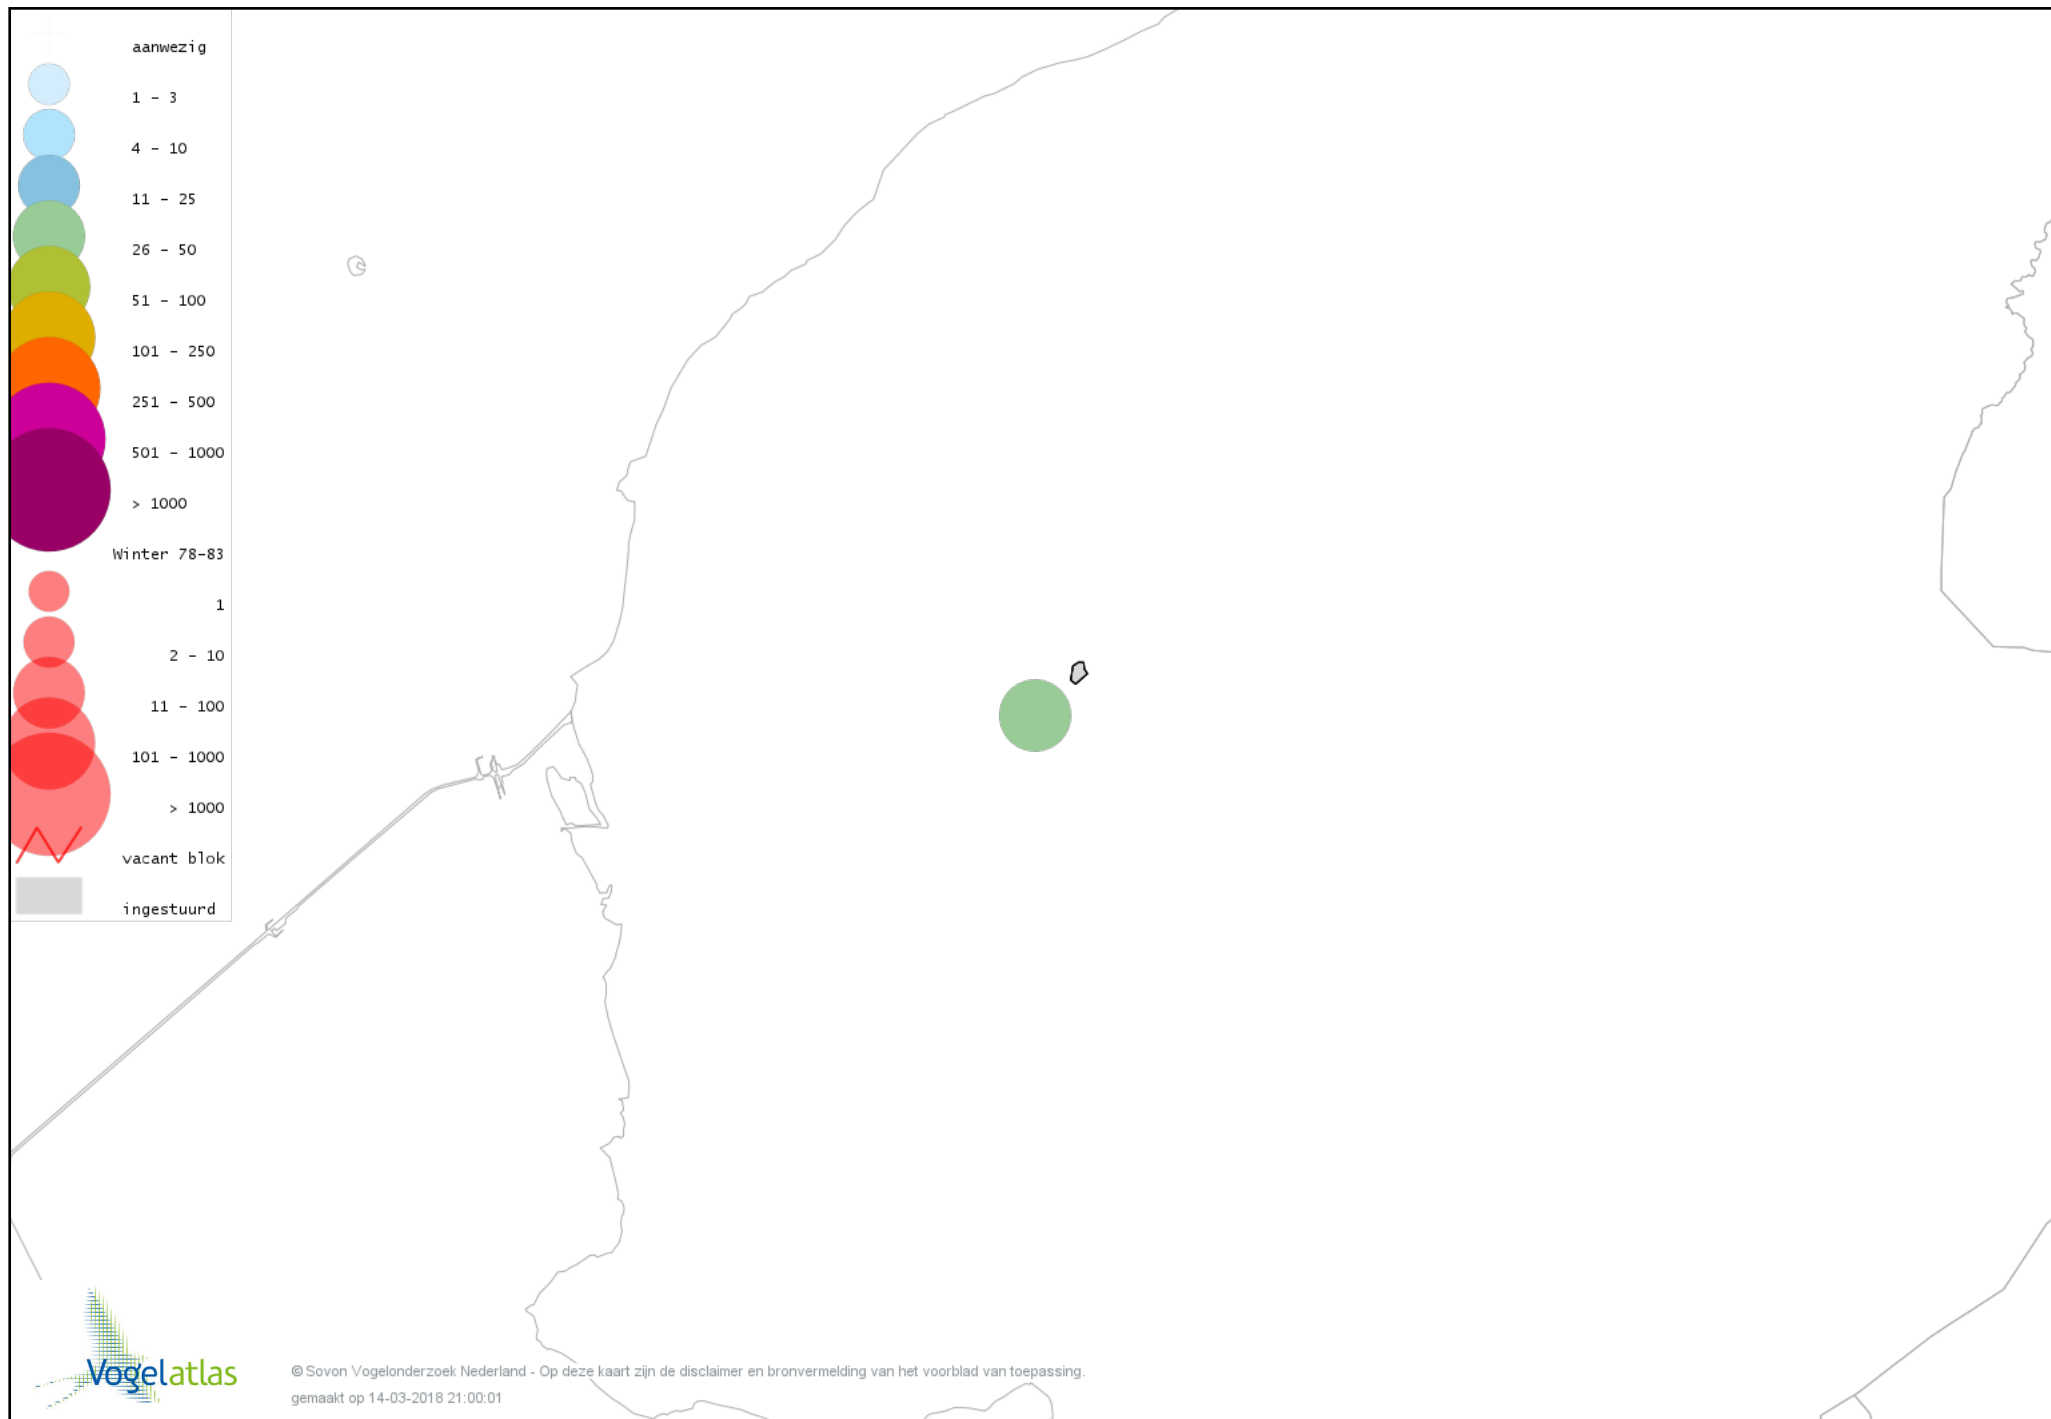 aanwezig
1 - 3
4 - 10
11 - 25
26 - 50
51 - 100
101 - 250
251 - 500
501 - 1000
> 1000
Winter 78-83
1
2 - 10
11 - 100
101 - 1000
> 1000
vacant blok
ingestuurd
Vogelatlas
© Sovon Vogelonderzoek Nederland - Op deze kaart zijn de disclaimer en bronvermelding van het voorblad van toepassing.
gemaakt op 14-03-2018 21:00:01